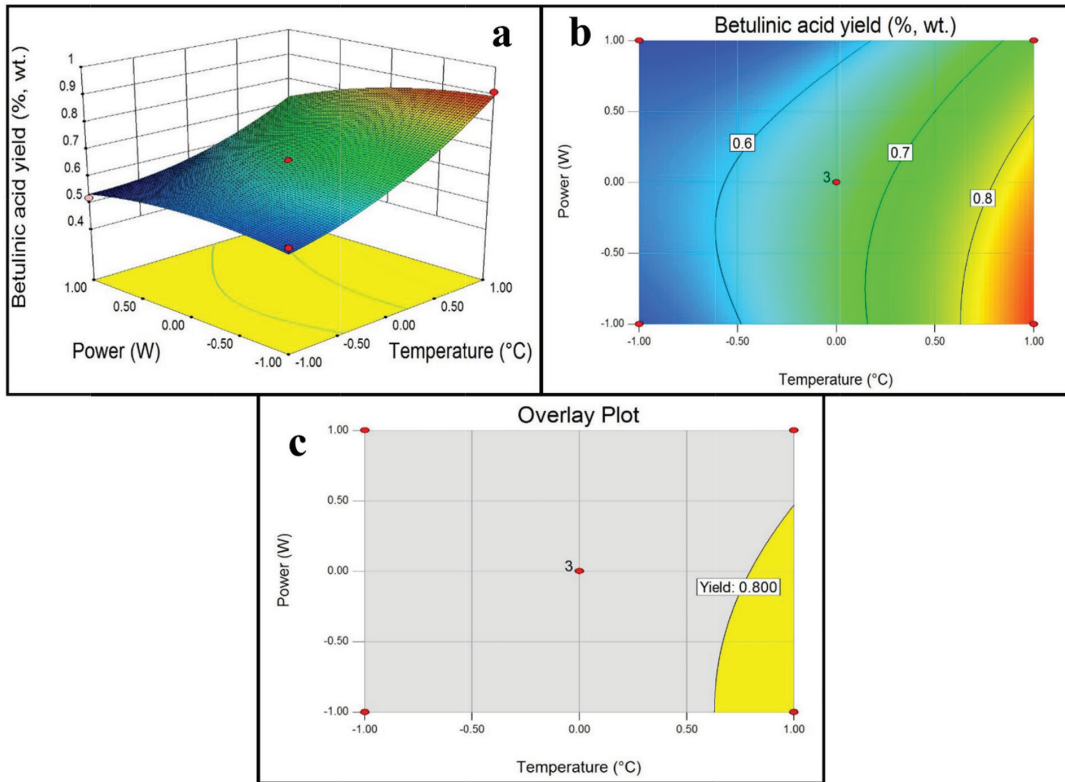 a
Betulinic acid yield (%, wt.)
1
0.9
0.8
0.7
0.6
0.5
0.4
1.00
0.50
0.00
-0.50
-1.00
Power (W)
1.00
0.50
0.00
-0.50
-1.00
Temperature (°C)
b
Betulinic acid yield (%, wt.)
Power (W)
1.00
0.50
0.00
-0.50
-1.00
0.6
3
0.7
0.8
-1.00 -0.50 0.00 0.50 1.00
Temperature (°C)
c
Overlay Plot
Power (W)
1.00
0.50
0.00
-0.50
-1.00
3
Yield: 0.800
-1.00 -0.50 0.00 0.50 1.00
Temperature (°C)